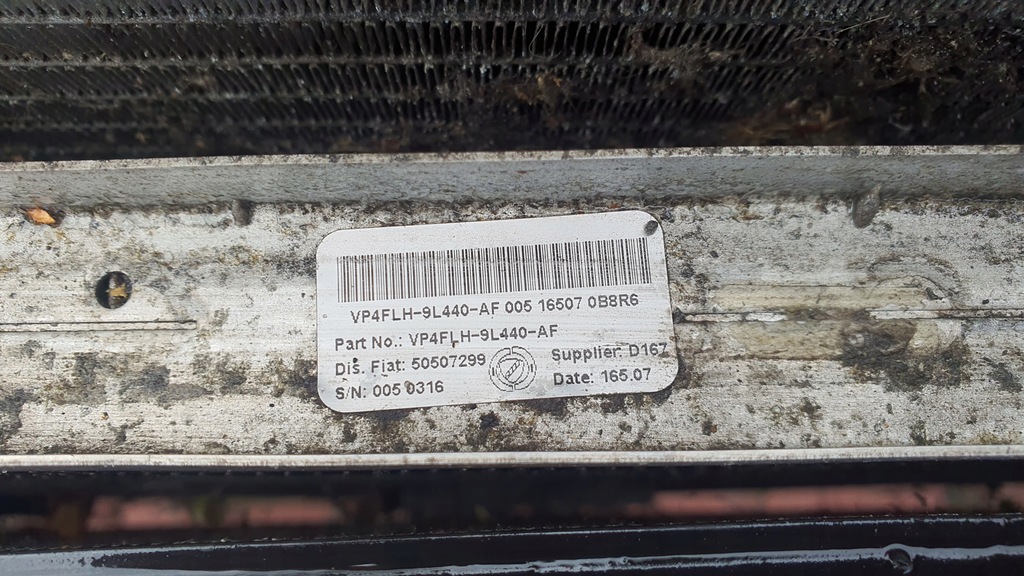 VP4FLH-9L440-AF 005 16507 0B8R6
Part No.: VP4FLH-9L440-AF
Dis. Fiat: 50507299
Supplier: D167
S/N: 005 0316
Date: 165.07